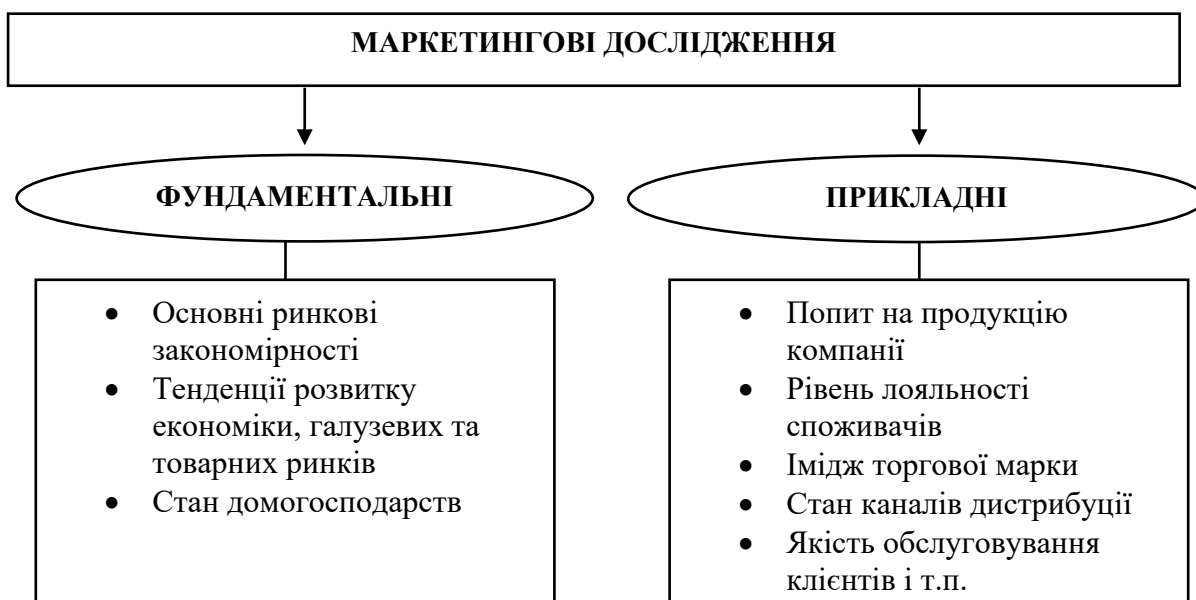 МАРКЕТИНГОВІ ДОСЛІДЖЕННЯ
ФУНДАМЕНТАЛЬНІ
ПРИКЛАДНІ
• Основні ринкові
закономірності
• Тенденції розвитку
економіки, галузевих та
товарних ринків
• Стан домогосподарств
• Попит на продукцію
компанії
• Рівень лояльності
споживачів
• Імідж торгової марки
• Стан каналів дистрибуції
• Якість обслуговування
клієнтів і т.п.